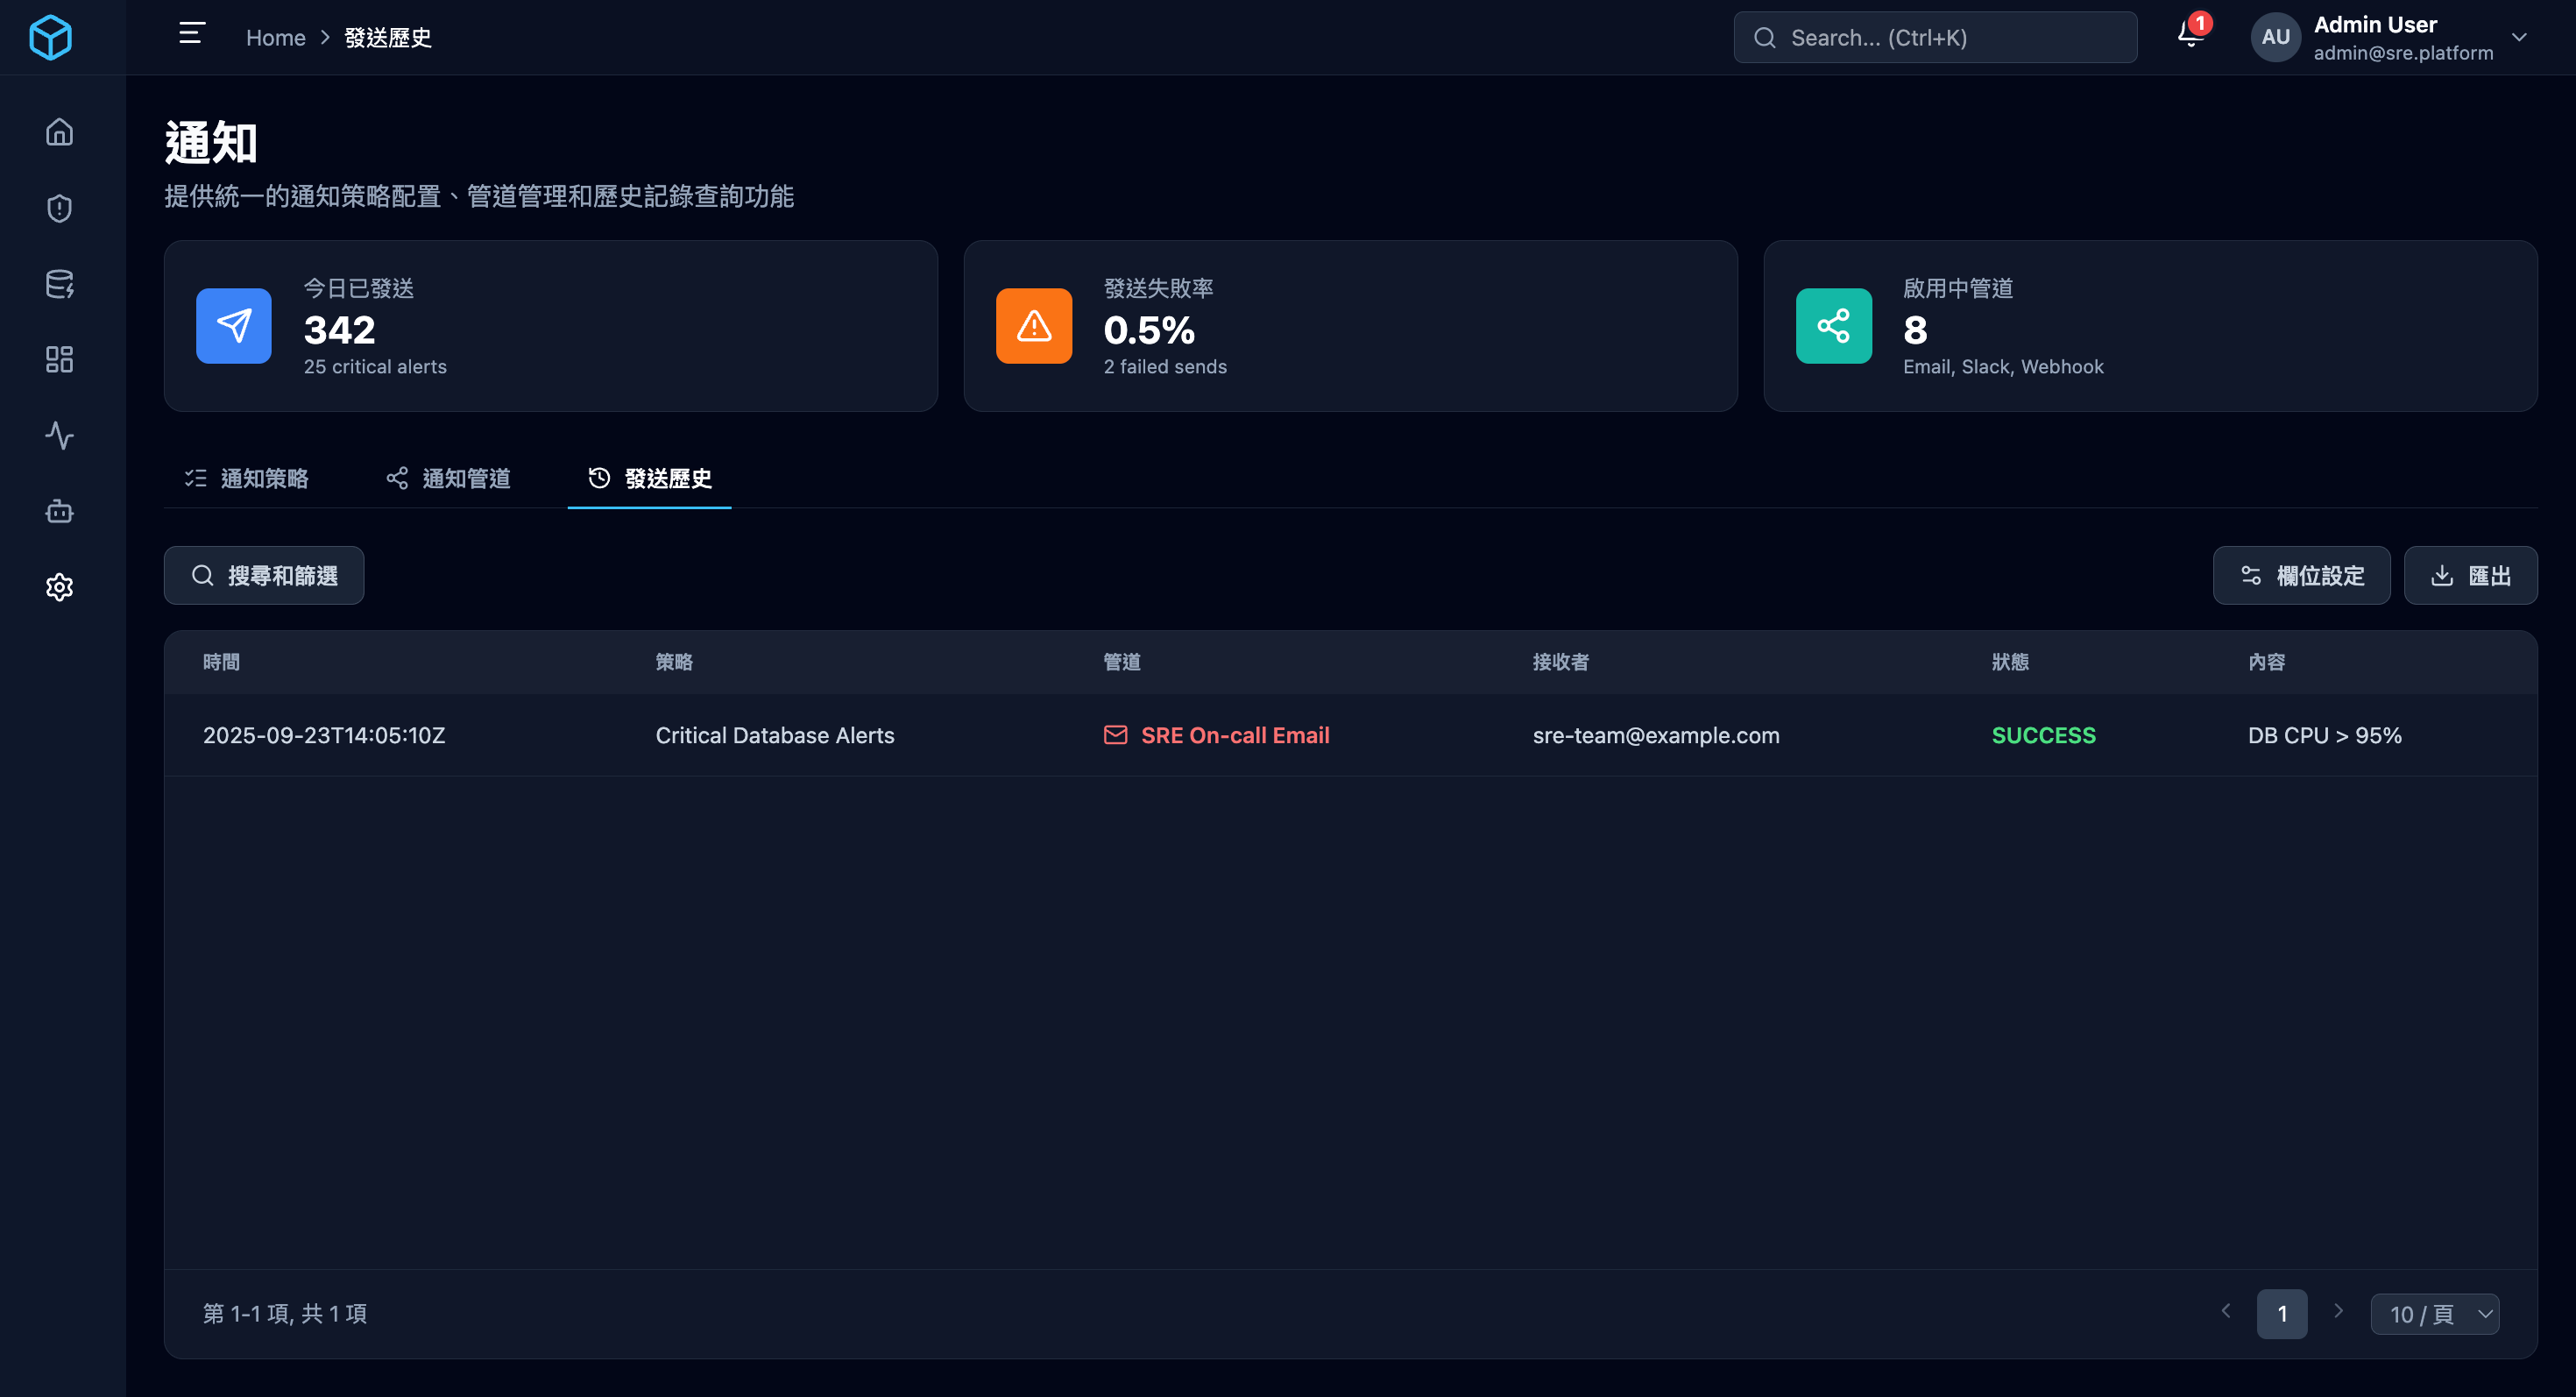 Home > 發送歷史
Search... (Ctrl+K)
1
AU
Admin User
admin@sre.platform
通知
提供統一的通知策略配置、管道管理和歷史記錄查詢功能
今日已發送
342
25 critical alerts
發送失敗率
0.5%
2 failed sends
啟用中管道
8
Email, Slack, Webhook
通知策略
通知管道
發送歷史
搜尋和篩選
欄位設定
匯出
時間 策略 管道 接收者 狀態 內容
2025-09-23T14:05:10Z Critical Database Alerts SRE On-call Email sre-team@example.com SUCCESS DB CPU > 95%
第 1-1 項, 共 1 項
1
10 / 頁